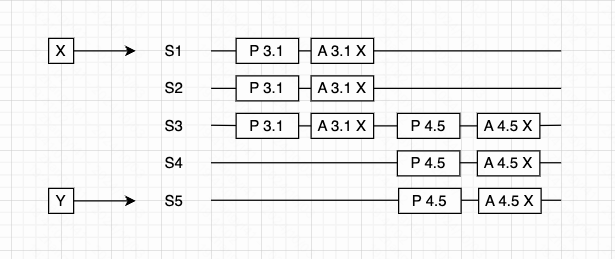 X S1 P 3.1 A 3.1 X
S2 P 3.1 A 3.1 X
S3 P 3.1 A 3.1 X P 4.5 A 4.5 X
S4 P 4.5 A 4.5 X
Y S5 P 4.5 A 4.5 X